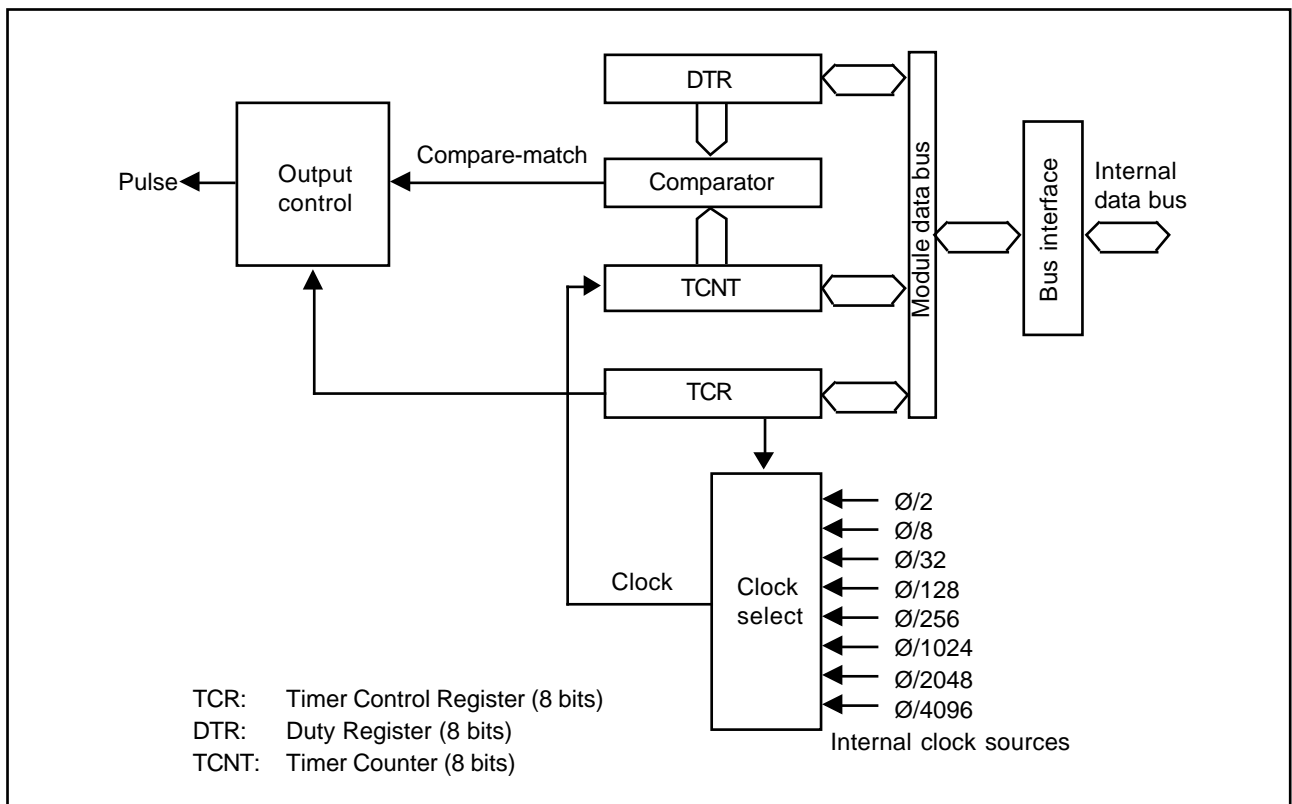 DTR
Compare-match
Pulse
Output
control
Comparator
Module data bus
Bus interface
Internal
data bus
TCNT
TCR
Ø/2
Ø/8
Ø/32
Clock
Clock
select
Ø/128
Ø/256
Ø/1024
Ø/2048
Ø/4096
Internal clock sources
TCR: Timer Control Register (8 bits)
DTR: Duty Register (8 bits)
TCNT: Timer Counter (8 bits)